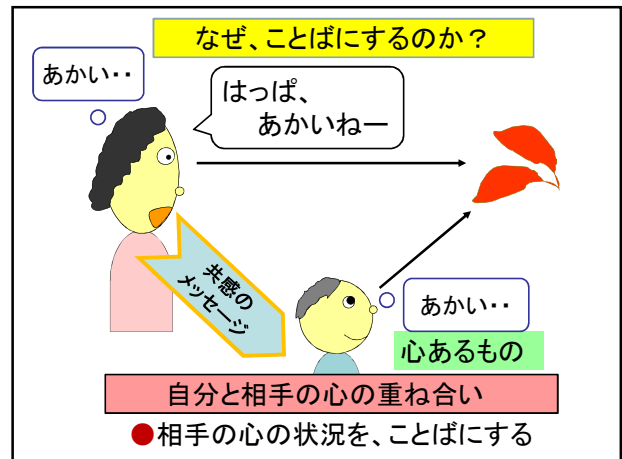 なぜ、ことばにするのか？
あかい・・
はっぱ、
あかいねー
共感の
メッセージ
あかい・・
心あるもの
自分と相手の心の重ね合い
●相手の心の状況を、ことばにする